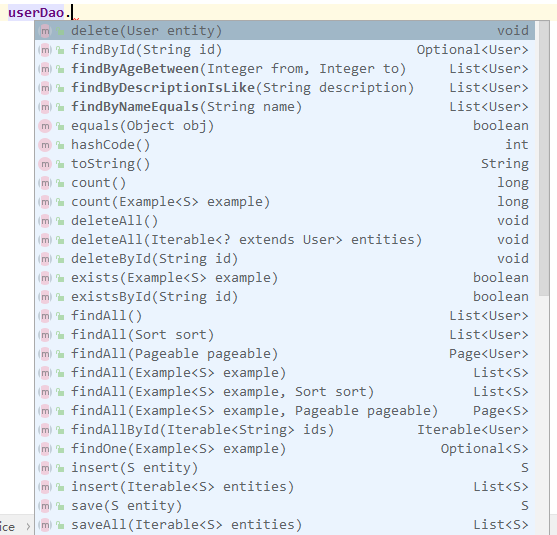 userDao.
delete(User entity) void
findById(String id) Optional<User>
findByAgeBetween(Integer from, Integer to) List<User>
findByDescriptionIsLike(String description) List<User>
findByNameEquals(String name) List<User>
equals(Object obj) boolean
hashCode() int
toString() String
count() long
count(Example<S> example) long
deleteAll() void
deleteAll(Iterable<? extends User> entities) void
deleteById(String id) void
exists(Example<S> example) boolean
existsById(String id) boolean
findAll() List<User>
findAll(Sort sort) List<User>
findAll(Pageable pageable) Page<User>
findAll(Example<S> example) List<S>
findAll(Example<S> example, Sort sort) List<S>
findAll(Example<S> example, Pageable pageable) Page<S>
findAllById(Iterable<String> ids) Iterable<User>
findOne(Example<S> example) Optional<S>
insert(S entity) S
insert(Iterable<S> entities) List<S>
save(S entity) S
saveAll(Iterable<S> entities) List<S>
ice